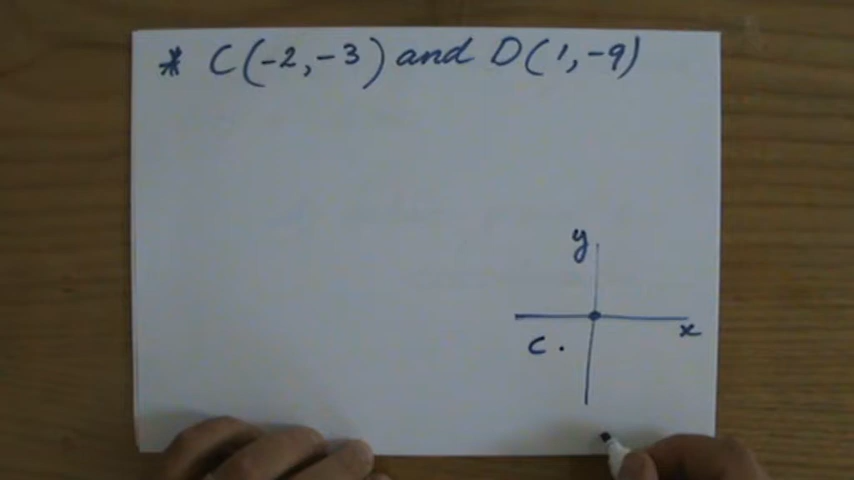 * C(-2,-3) and D(1,-9)
y
x
C .